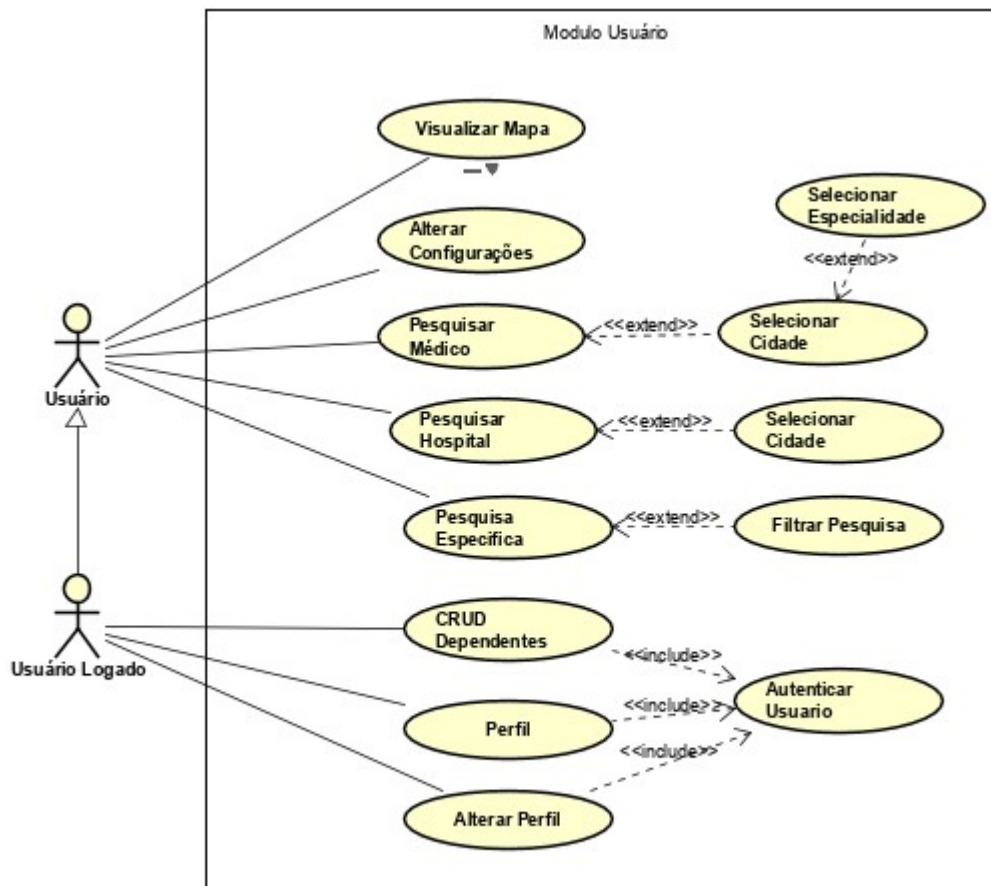 Modulo Usuário
Visualizar Mapa
Selecionar
Especialidade
Alterar
Configurações
<<extend>>
Pesquisar
Médico
<<extend>>
Selecionar
Cidade
Usuário
Pesquisar
Hospital
<<extend>>
Selecionar
Cidade
Pesquisa
Especifica
<<extend>>
Filtrar Pesquisa
CRUD
Dependentes
<<include>>
Usuário Logado
Autenticar
Usuario
Perfil
<<include>>
<<include>>
Alterar Perfil